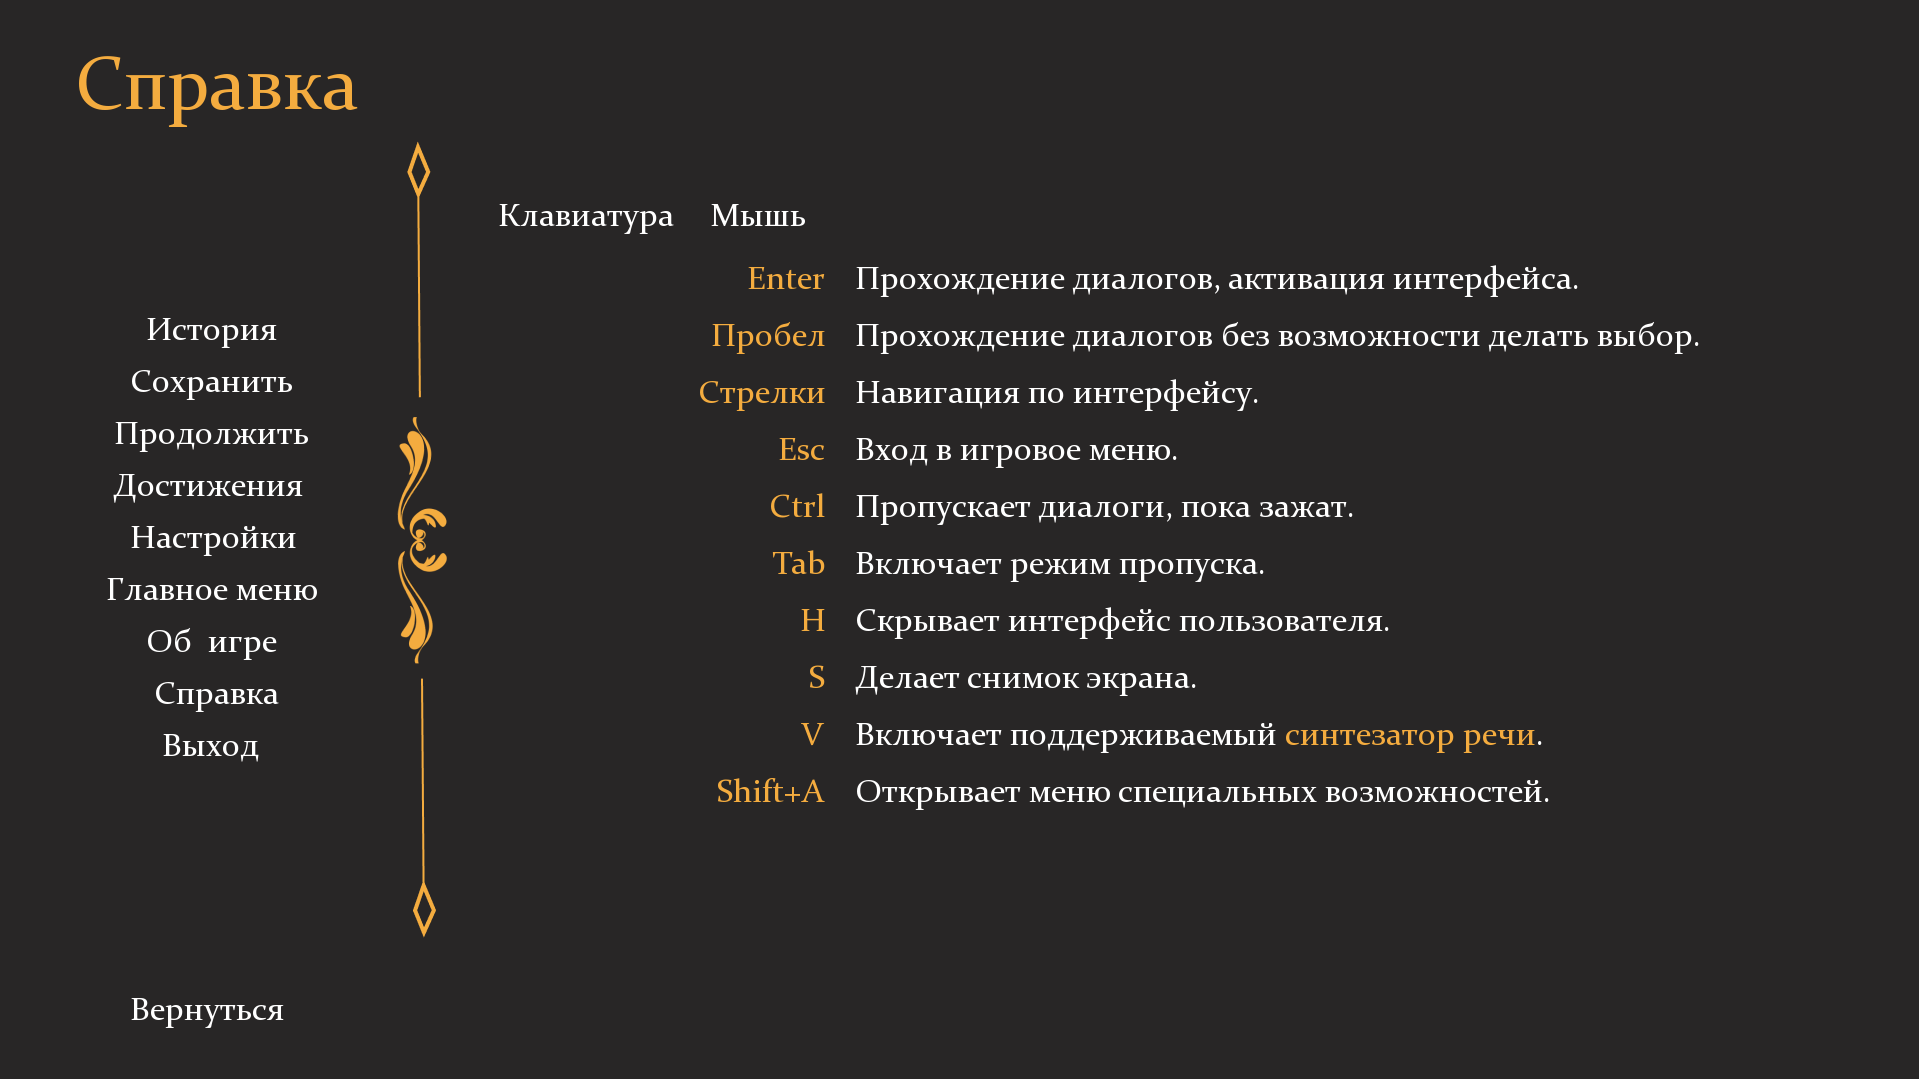 Справка
История
Сохранить
Продолжить
Достижения
Настройки
Главное меню
Об игре
Справка
Выход
Вернуться
Клавиатура Мышь
Enter Прохождение диалогов, активация интерфейса.
Пробел Прохождение диалогов без возможности делать выбор.
Стрелки Навигация по интерфейсу.
Esc Вход в игровое меню.
Ctrl Пропускает диалоги, пока зажат.
Tab Включает режим пропуска.
H Скрывает интерфейс пользователя.
S Делает снимок экрана.
V Включает поддерживаемый синтезатор речи.
Shift+A Открывает меню специальных возможностей.